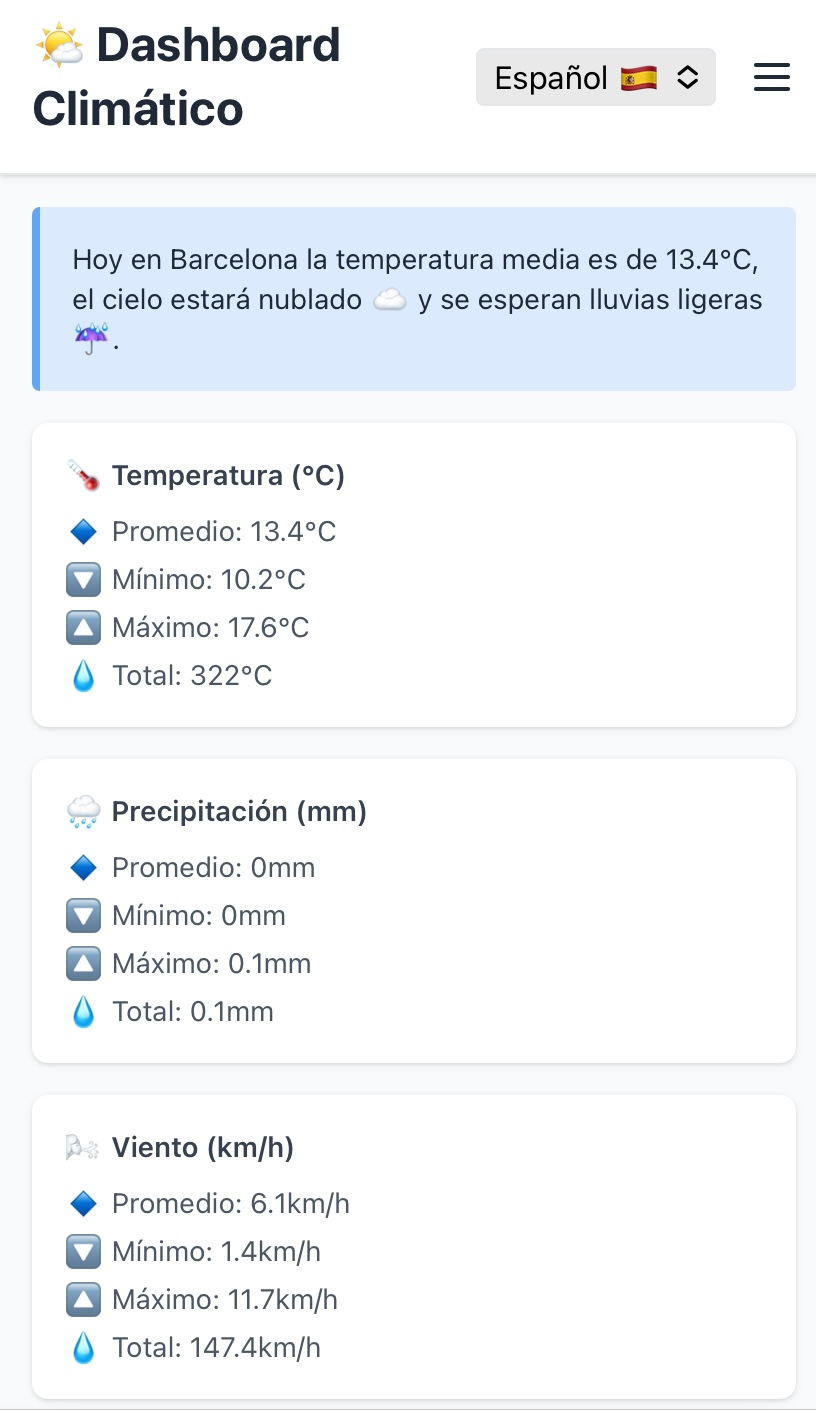 🌤️ Dashboard
Climático
Español 🇪🇸
Hoy en Barcelona la temperatura media es de 13.4°C,
el cielo estará nublado ☁️ y se esperan lluvias ligeras
☔.
🌡️ Temperatura (°C)
🔷 Promedio: 13.4°C
🔽 Mínimo: 10.2°C
🔼 Máximo: 17.6°C
💧 Total: 322°C
🌧️ Precipitación (mm)
🔷 Promedio: 0mm
🔽 Mínimo: 0mm
🔼 Máximo: 0.1mm
💧 Total: 0.1mm
🌬️ Viento (km/h)
🔷 Promedio: 6.1km/h
🔽 Mínimo: 1.4km/h
🔼 Máximo: 11.7km/h
💧 Total: 147.4km/h